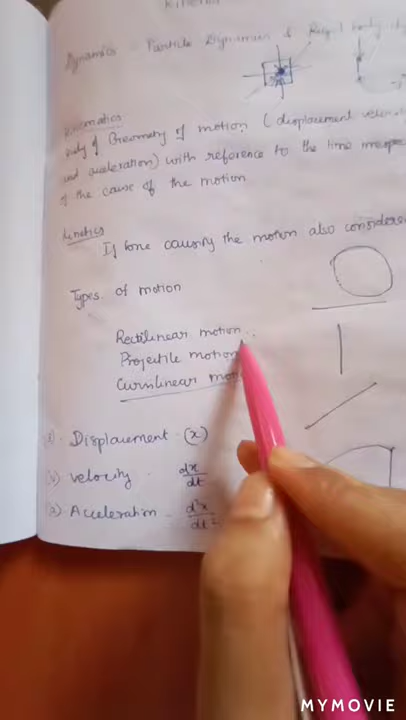 Dynamics - Particle Dynamics & Rigid body
Kinematics
Study of Geometry of motion (displacement
and acceleration) with reference to the time
of the cause of the motion
Kinetics
If force causing the motion also considered
Types of motion
Rectilinear motion
Projectile motion
Curvilinear
Displacement (x)
(v) velocity dx/dt
(a) Acceleration - d²x/dt²
MYMOVIE